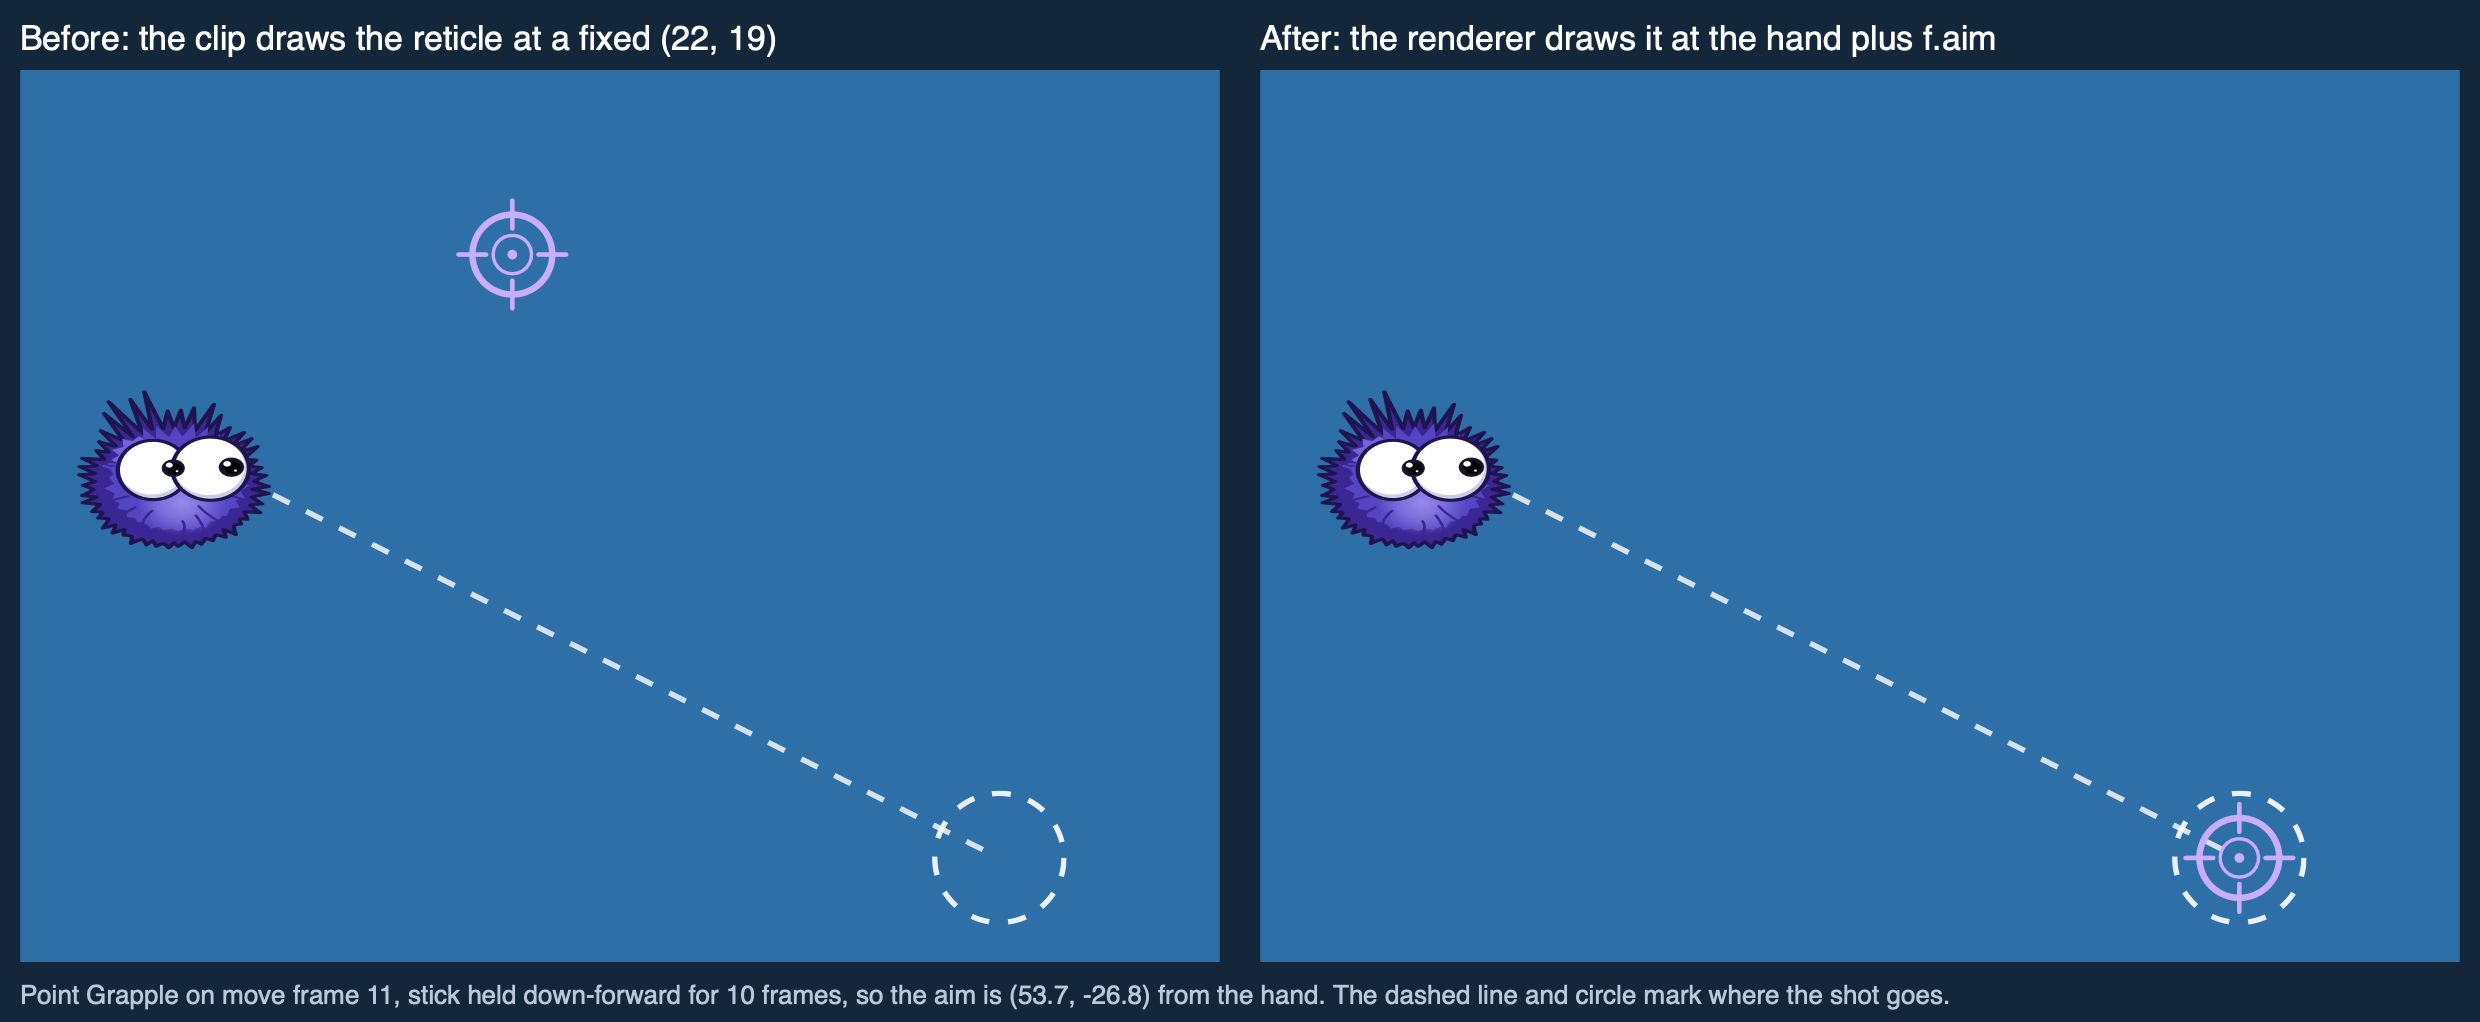 Before: the clip draws the reticle at a fixed (22, 19)
After: the renderer draws it at the hand plus f.aim
Point Grapple on move frame 11, stick held down-forward for 10 frames, so the aim is (53.7, -26.8) from the hand. The dashed line and circle mark where the shot goes.